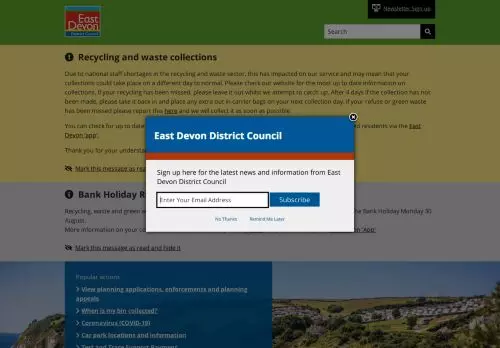 East
Devon
District Council
Newsletter Sign up
Search
Recycling and waste collections
Due to national staff shortages in the recycling and waste sector, this has impacted on our service and may mean that your
collections could take place on a different day to normal. Please check our website for the most up to date information on
collections. If your recycling has been missed, please leave it out whilst we attempt to catch up. After 4 days if the collection has not
been made, please take it back in and place any extra out in carrier bags on your next collection day. If your refuse or green waste
has been missed please report this here and we will collect it as soon as possible.
You can check for up to date
ed residents via the East
Devon 'app'.
Thank you for your understa
Mark this message as read
Bank Holiday R
Recycling, waste and green w
the Bank Holiday Monday 30
August.
More information on your co
'App'
Mark this message as read and hide it
East Devon District Council
Sign up here for the latest news and information from East
Devon District Council
Enter Your Email Address
Subscribe
No Thanks
Remind Me Later
Popular actions
View planning applications, enforcements and planning
appeals
When is my bin collected?
Coronavirus (COVID-19)
Car park locations and information
Test and Trace Support Payment